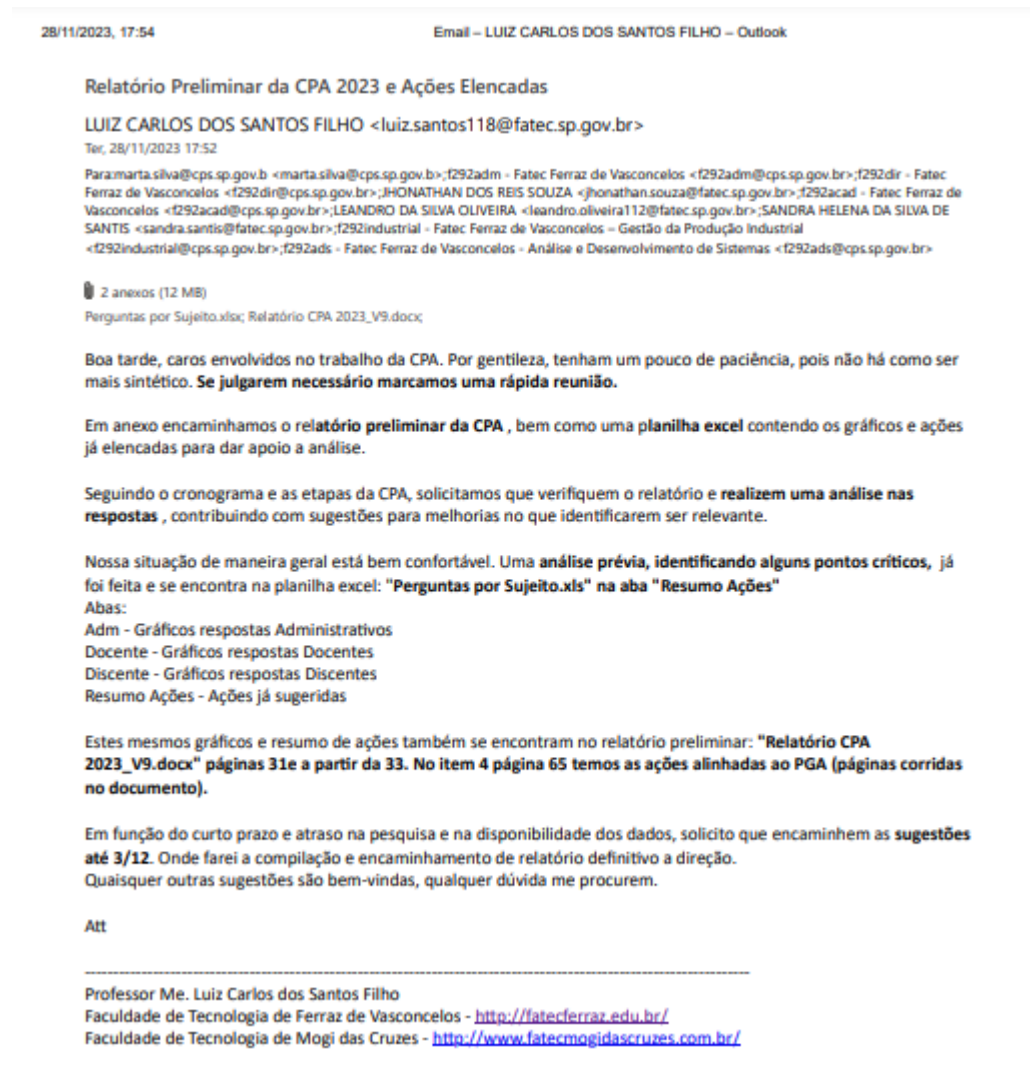 28/11/2023, 17:54 Email – LUIZ CARLOS DOS SANTOS FILHO – Outlook
Relatório Preliminar da CPA 2023 e Ações Elencadas
LUIZ CARLOS DOS SANTOS FILHO <luiz.santos118@fatec.sp.gov.br>
Ter, 28/11/2023 17:52
Para:marta.silva@cps.sp.gov.b <marta.silva@cps.sp.gov.b>;f292adm - Fatec Ferraz de Vasconcelos <f292adm@cps.sp.gov.br>;f292dir - Fatec
Ferraz de Vasconcelos <f292dir@cps.sp.gov.br>;JHONATHAN DOS REIS SOUZA <jhonathan.souza@fatec.sp.gov.br>;f292acad - Fatec Ferraz de
Vasconcelos <f292acad@cps.sp.gov.br>;LEANDRO DA SILVA OLIVEIRA <leandro.oliveira112@fatec.sp.gov.br>;SANDRA HELENA DA SILVA DE
SANTIS <sandra.santis@fatec.sp.gov.br>;f292industrial - Fatec Ferraz de Vasconcelos – Gestão da Produção Industrial
<f292industrial@cps.sp.gov.br>;f292ads - Fatec Ferraz de Vasconcelos - Análise e Desenvolvimento de Sistemas <f292ads@cps.sp.gov.br>
2 anexos (12 MB)
Perguntas por Sujeito.xlsx; Relatório CPA 2023_V9.docx;
Boa tarde, caros envolvidos no trabalho da CPA. Por gentileza, tenham um pouco de paciência, pois não há como ser
mais sintético. Se julgarem necessário marcamos uma rápida reunião.
Em anexo encaminhamos o relatório preliminar da CPA , bem como uma planilha excel contendo os gráficos e ações
já elencadas para dar apoio a análise.
Seguindo o cronograma e as etapas da CPA, solicitamos que verifiquem o relatório e realizem uma análise nas
respostas , contribuindo com sugestões para melhorias no que identificarem ser relevante.
Nossa situação de maneira geral está bem confortável. Uma análise prévia, identificando alguns pontos críticos, já
foi feita e se encontra na planilha excel: "Perguntas por Sujeito.xls" na aba "Resumo Ações"
Abas:
Adm - Gráficos respostas Administrativos
Docente - Gráficos respostas Docentes
Discente - Gráficos respostas Discentes
Resumo Ações - Ações já sugeridas
Estes mesmos gráficos e resumo de ações também se encontram no relatório preliminar: "Relatório CPA
2023_V9.docx" páginas 31e a partir da 33. No item 4 página 65 temos as ações alinhadas ao PGA (páginas corridas
no documento).
Em função do curto prazo e atraso na pesquisa e na disponibilidade dos dados, solicito que encaminhem as sugestões
até 3/12. Onde farei a compilação e encaminhamento de relatório definitivo a direção.
Quaisquer outras sugestões são bem-vindas, qualquer dúvida me procurem.
Att
--------------------------------------------------------------------------------------------------------------
Professor Me. Luiz Carlos dos Santos Filho
Faculdade de Tecnologia de Ferraz de Vasconcelos - http://fatecferraz.edu.br/
Faculdade de Tecnologia de Mogi das Cruzes - http://www.fatecmogidascruzes.com.br/